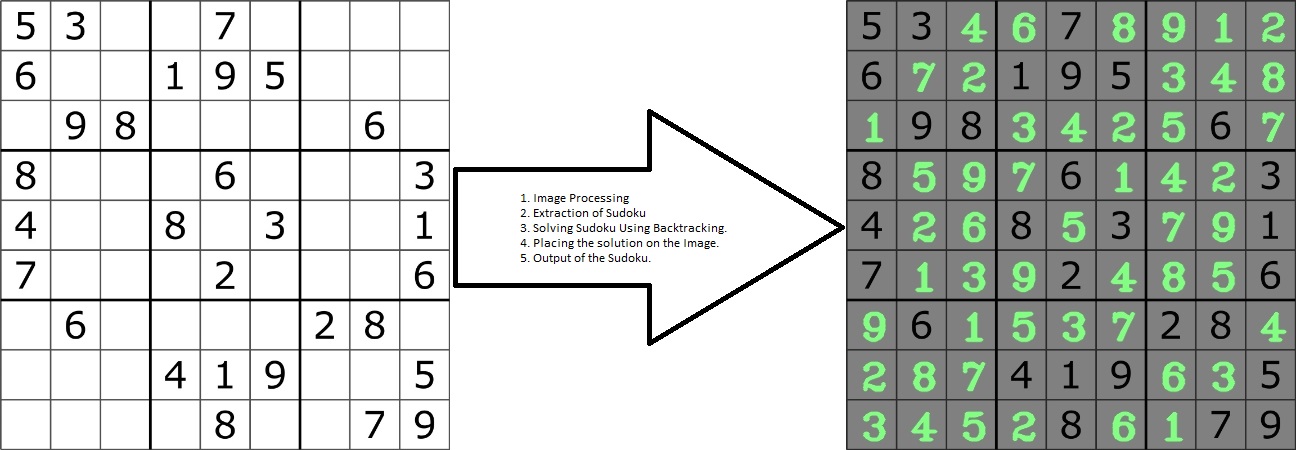 5 3 7
6 1 9 5
9 8 6
8 6 3
4 8 3 1
7 2 6
6 2 8
4 1 9 5
8 7 9
1. Image Processing
2. Extraction of Sudoku
3. Solving Sudoku Using Backtracking.
4. Placing the solution on the Image.
5. Output of the Sudoku.
5 3 4 6 7 8 9 1 2
6 7 2 1 9 5 3 4 8
1 9 8 3 4 2 5 6 7
8 5 9 7 6 1 4 2 3
4 2 6 8 5 3 7 9 1
7 1 3 9 2 4 8 5 6
9 6 1 5 3 7 2 8 4
2 8 7 4 1 9 6 3 5
3 4 5 2 8 6 1 7 9